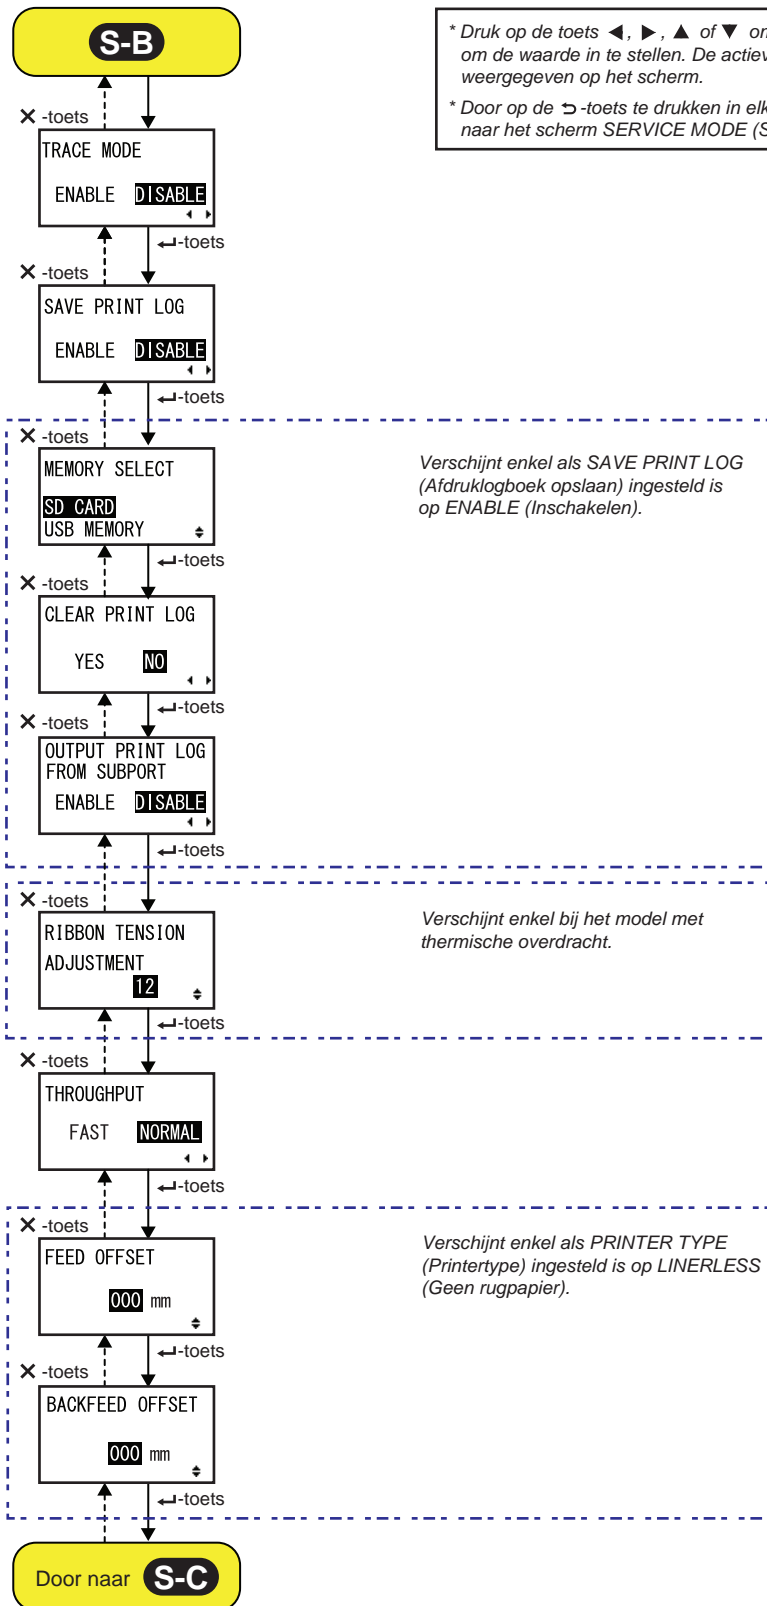 S-B
* Druk op de toets ◀, ▶, ▲ of ▼ om
om de waarde in te stellen. De
weergegeven op het scherm.
* Door op de ⮌-toets te drukken in
naar het scherm SERVICE MODE
✕ -toets
TRACE MODE
ENABLE DISABLE
↵-toets
✕ -toets
SAVE PRINT LOG
ENABLE DISABLE
↵-toets
✕ -toets
MEMORY SELECT
SD CARD
USB MEMORY
Verschijnt enkel als SAVE PRINT LOG
(Afdruklogboek opslaan) ingesteld is
op ENABLE (Inschakelen).
↵-toets
✕ -toets
CLEAR PRINT LOG
YES NO
↵-toets
✕ -toets
OUTPUT PRINT LOG
FROM SUBPORT
ENABLE DISABLE
↵-toets
✕ -toets
RIBBON TENSION
ADJUSTMENT
12
Verschijnt enkel bij het model met
thermische overdracht.
↵-toets
✕ -toets
THROUGHPUT
FAST NORMAL
↵-toets
✕ -toets
FEED OFFSET
000 mm
Verschijnt enkel als PRINTER TYPE
(Printertype) ingesteld is op LINERLESS
(Geen rugpapier).
↵-toets
✕ -toets
BACKFEED OFFSET
000 mm
↵-toets
Door naar S-C